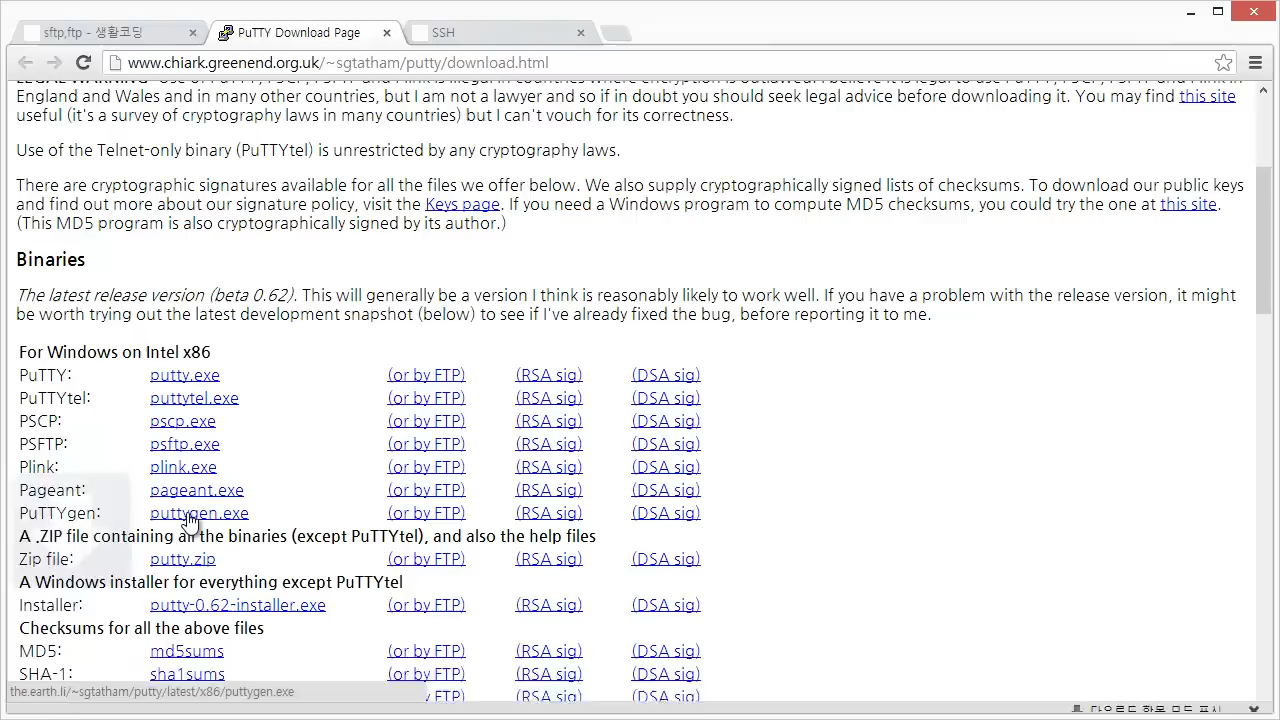 sftp,ftp - 생활코딩
PuTTY Download Page
SSH
www.chiark.greenend.org.uk/~sgtatham/putty/download.html
England and Wales and in many other countries, but I am not a lawyer and so if in doubt you should seek legal advice before downloading it. You may find this site
useful (it's a survey of cryptography laws in many countries) but I can't vouch for its correctness.
Use of the Telnet-only binary (PuTTYtel) is unrestricted by any cryptography laws.
There are cryptographic signatures available for all the files we offer below. We also supply cryptographically signed lists of checksums. To download our public keys
and find out more about our signature policy, visit the Keys page. If you need a Windows program to compute MD5 checksums, you could try the one at this site.
(This MD5 program is also cryptographically signed by its author.)
Binaries
The latest release version (beta 0.62). This will generally be a version I think is reasonably likely to work well. If you have a problem with the release version, it might
be worth trying out the latest development snapshot (below) to see if I've already fixed the bug, before reporting it to me.
For Windows on Intel x86
PuTTY: putty.exe (or by FTP) (RSA sig) (DSA sig)
PuTTYtel: puttytel.exe (or by FTP) (RSA sig) (DSA sig)
PSCP: pscp.exe (or by FTP) (RSA sig) (DSA sig)
PSFTP: psftp.exe (or by FTP) (RSA sig) (DSA sig)
Plink: plink.exe (or by FTP) (RSA sig) (DSA sig)
Pageant: pageant.exe (or by FTP) (RSA sig) (DSA sig)
PuTTYgen: puttygen.exe (or by FTP) (RSA sig) (DSA sig)
A .ZIP file containing all the binaries (except PuTTYtel), and also the help files
Zip file: putty.zip (or by FTP) (RSA sig) (DSA sig)
A Windows installer for everything except PuTTYtel
Installer: putty-0.62-installer.exe (or by FTP) (RSA sig) (DSA sig)
Checksums for all the above files
MD5: md5sums (or by FTP) (RSA sig) (DSA sig)
SHA-1: sha1sums (or by FTP) (RSA sig) (DSA sig)
(or by FTP) (RSA sig) (DSA sig)
the.earth.li/~sgtatham/putty/latest/x86/puttygen.exe
다운로드 항목 모두 표시